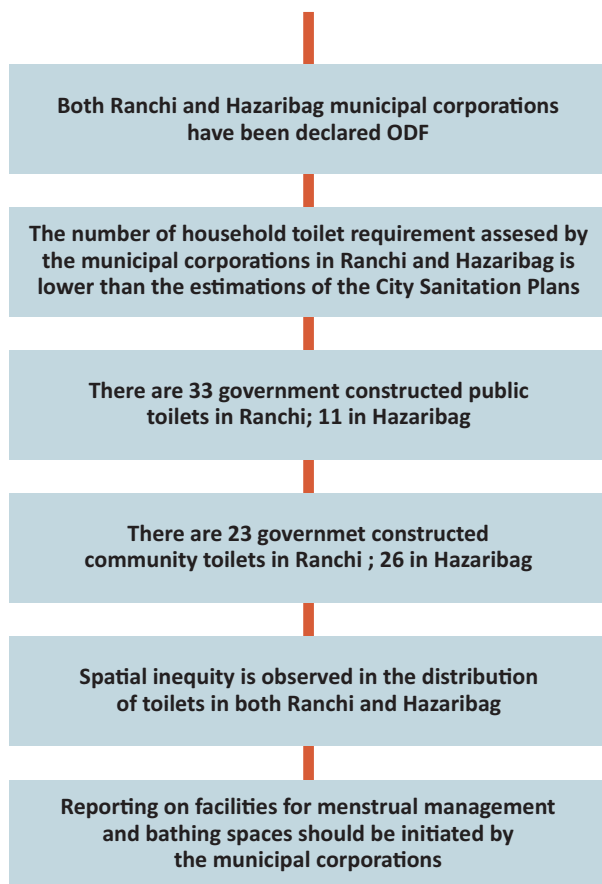 Both Ranchi and Hazaribag municipal corporations
have been declared ODF
The number of household toilet requirement assesed by
the municipal corporations in Ranchi and Hazaribag is
lower than the estimations of the City Sanitation Plans
There are 33 government constructed public
toilets in Ranchi; 11 in Hazaribag
There are 23 governmet constructed
community toilets in Ranchi ; 26 in Hazaribag
Spatial inequity is observed in the distribution
of toilets in both Ranchi and Hazaribag
Reporting on facilities for menstrual management
and bathing spaces should be initiated by
the municipal corporations